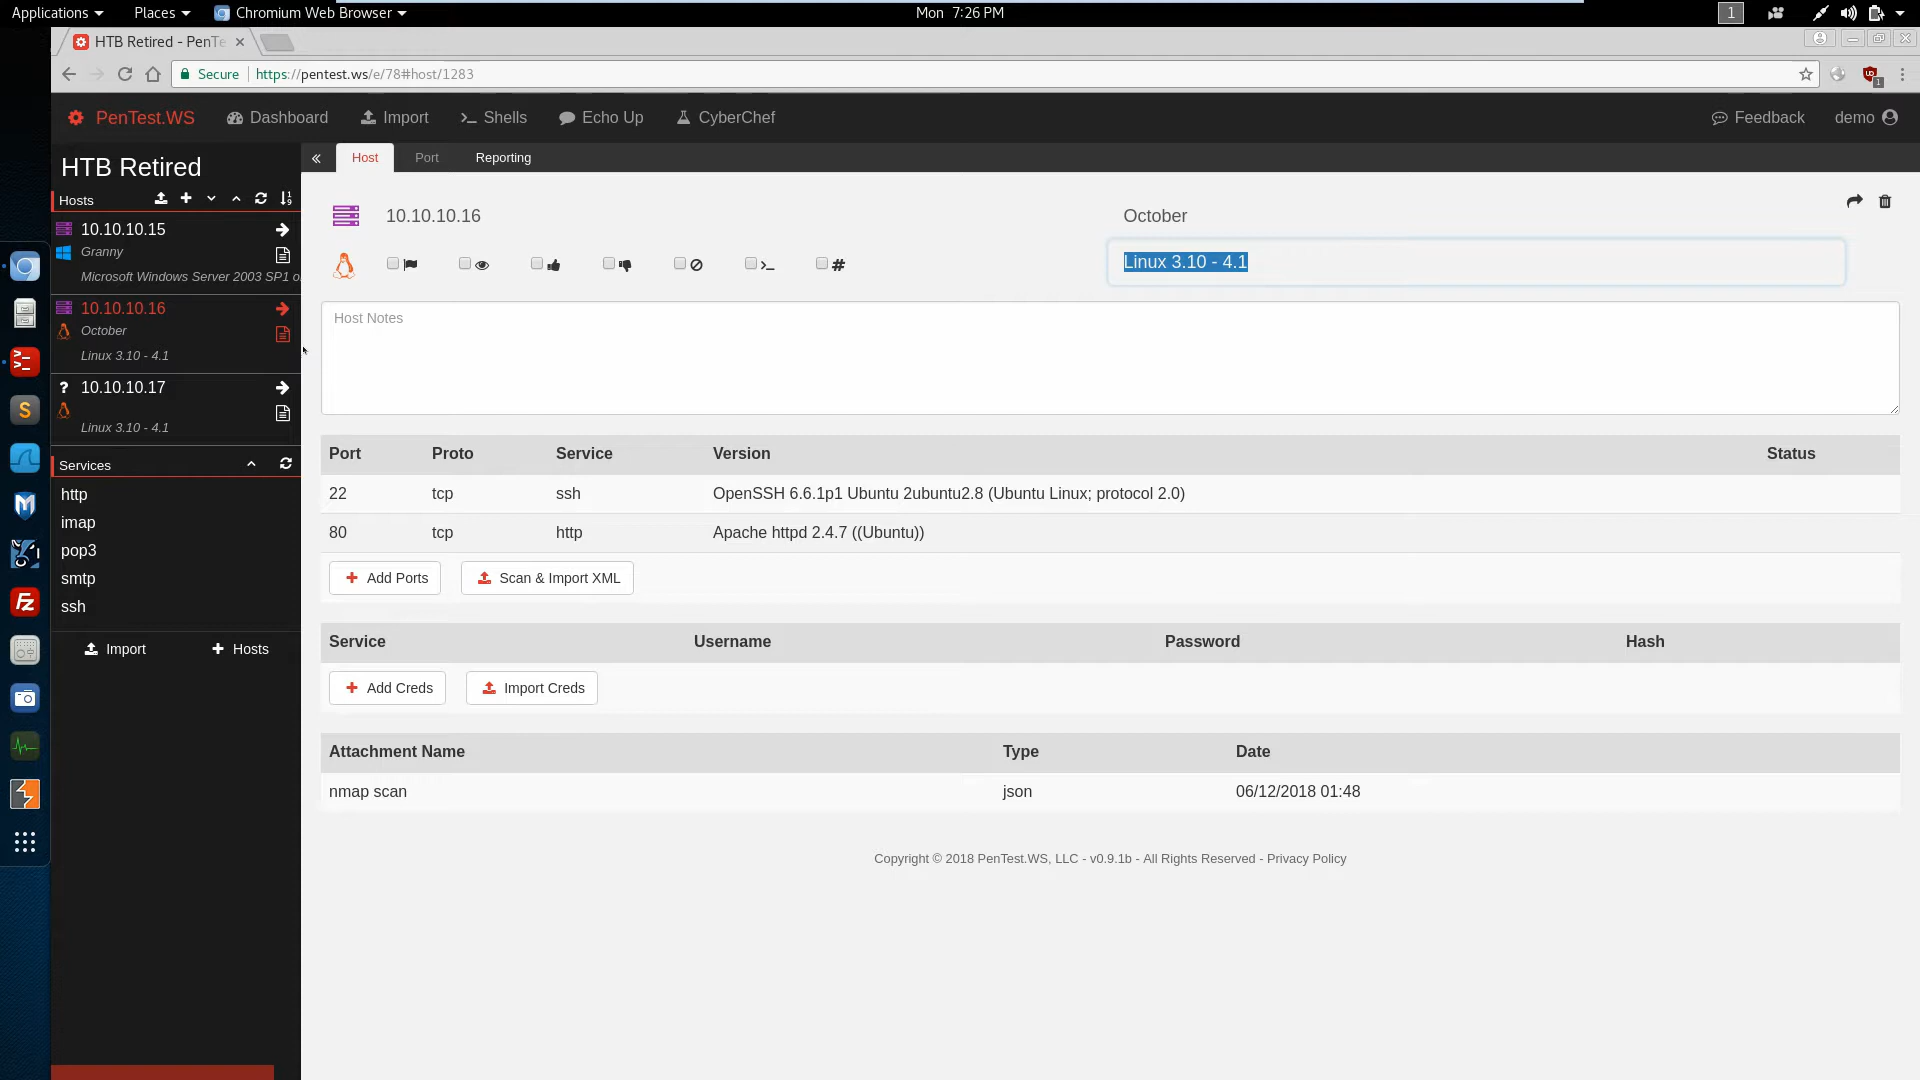 Applications Places Chromium Web Browser Mon 7:26 PM 1
HTB Retired - PenTe
Secure https://pentest.ws/e/78#host/1283 1
PenTest.WS Dashboard Import Shells Echo Up CyberChef Feedback demo
HTB Retired
Host Port Reporting
Hosts
10.10.10.15
Granny
Microsoft Windows Server 2003 SP1 o
10.10.10.16
October
Linux 3.10 - 4.1
? 10.10.10.17
Linux 3.10 - 4.1
Services
http
imap
pop3
smtp
ssh
Import Hosts
10.10.10.16 October
Linux 3.10 - 4.1
Host Notes
Port Proto Service Version Status
22 tcp ssh OpenSSH 6.6.1p1 Ubuntu 2ubuntu2.8 (Ubuntu Linux; protocol 2.0)
80 tcp http Apache httpd 2.4.7 ((Ubuntu))
Add Ports Scan & Import XML
Service Username Password Hash
Add Creds Import Creds
Attachment Name Type Date
nmap scan json 06/12/2018 01:48
Copyright © 2018 PenTest.WS, LLC - v0.9.1b - All Rights Reserved - Privacy Policy